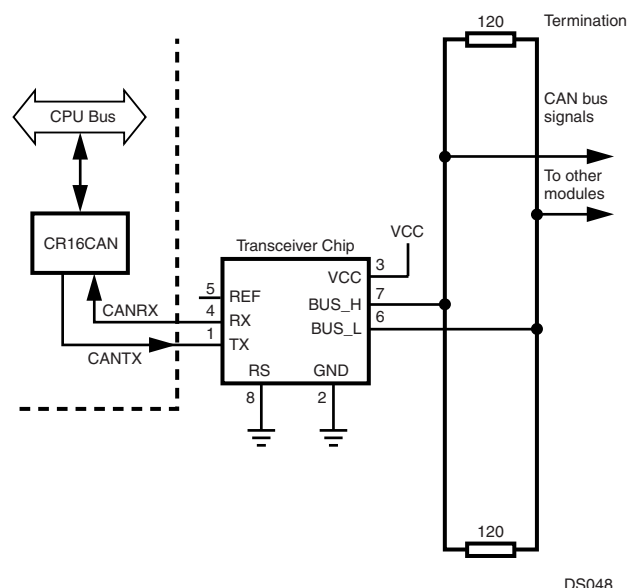 120
Termination
CAN bus
signals
CPU Bus
To other
modules
VCC
CR16CAN
Transceiver Chip
3
VCC
5
REF
7
BUS_H
CANRX
4
RX
6
BUS_L
1
TX
CANTX
RS
GND
8
2
120
DS048